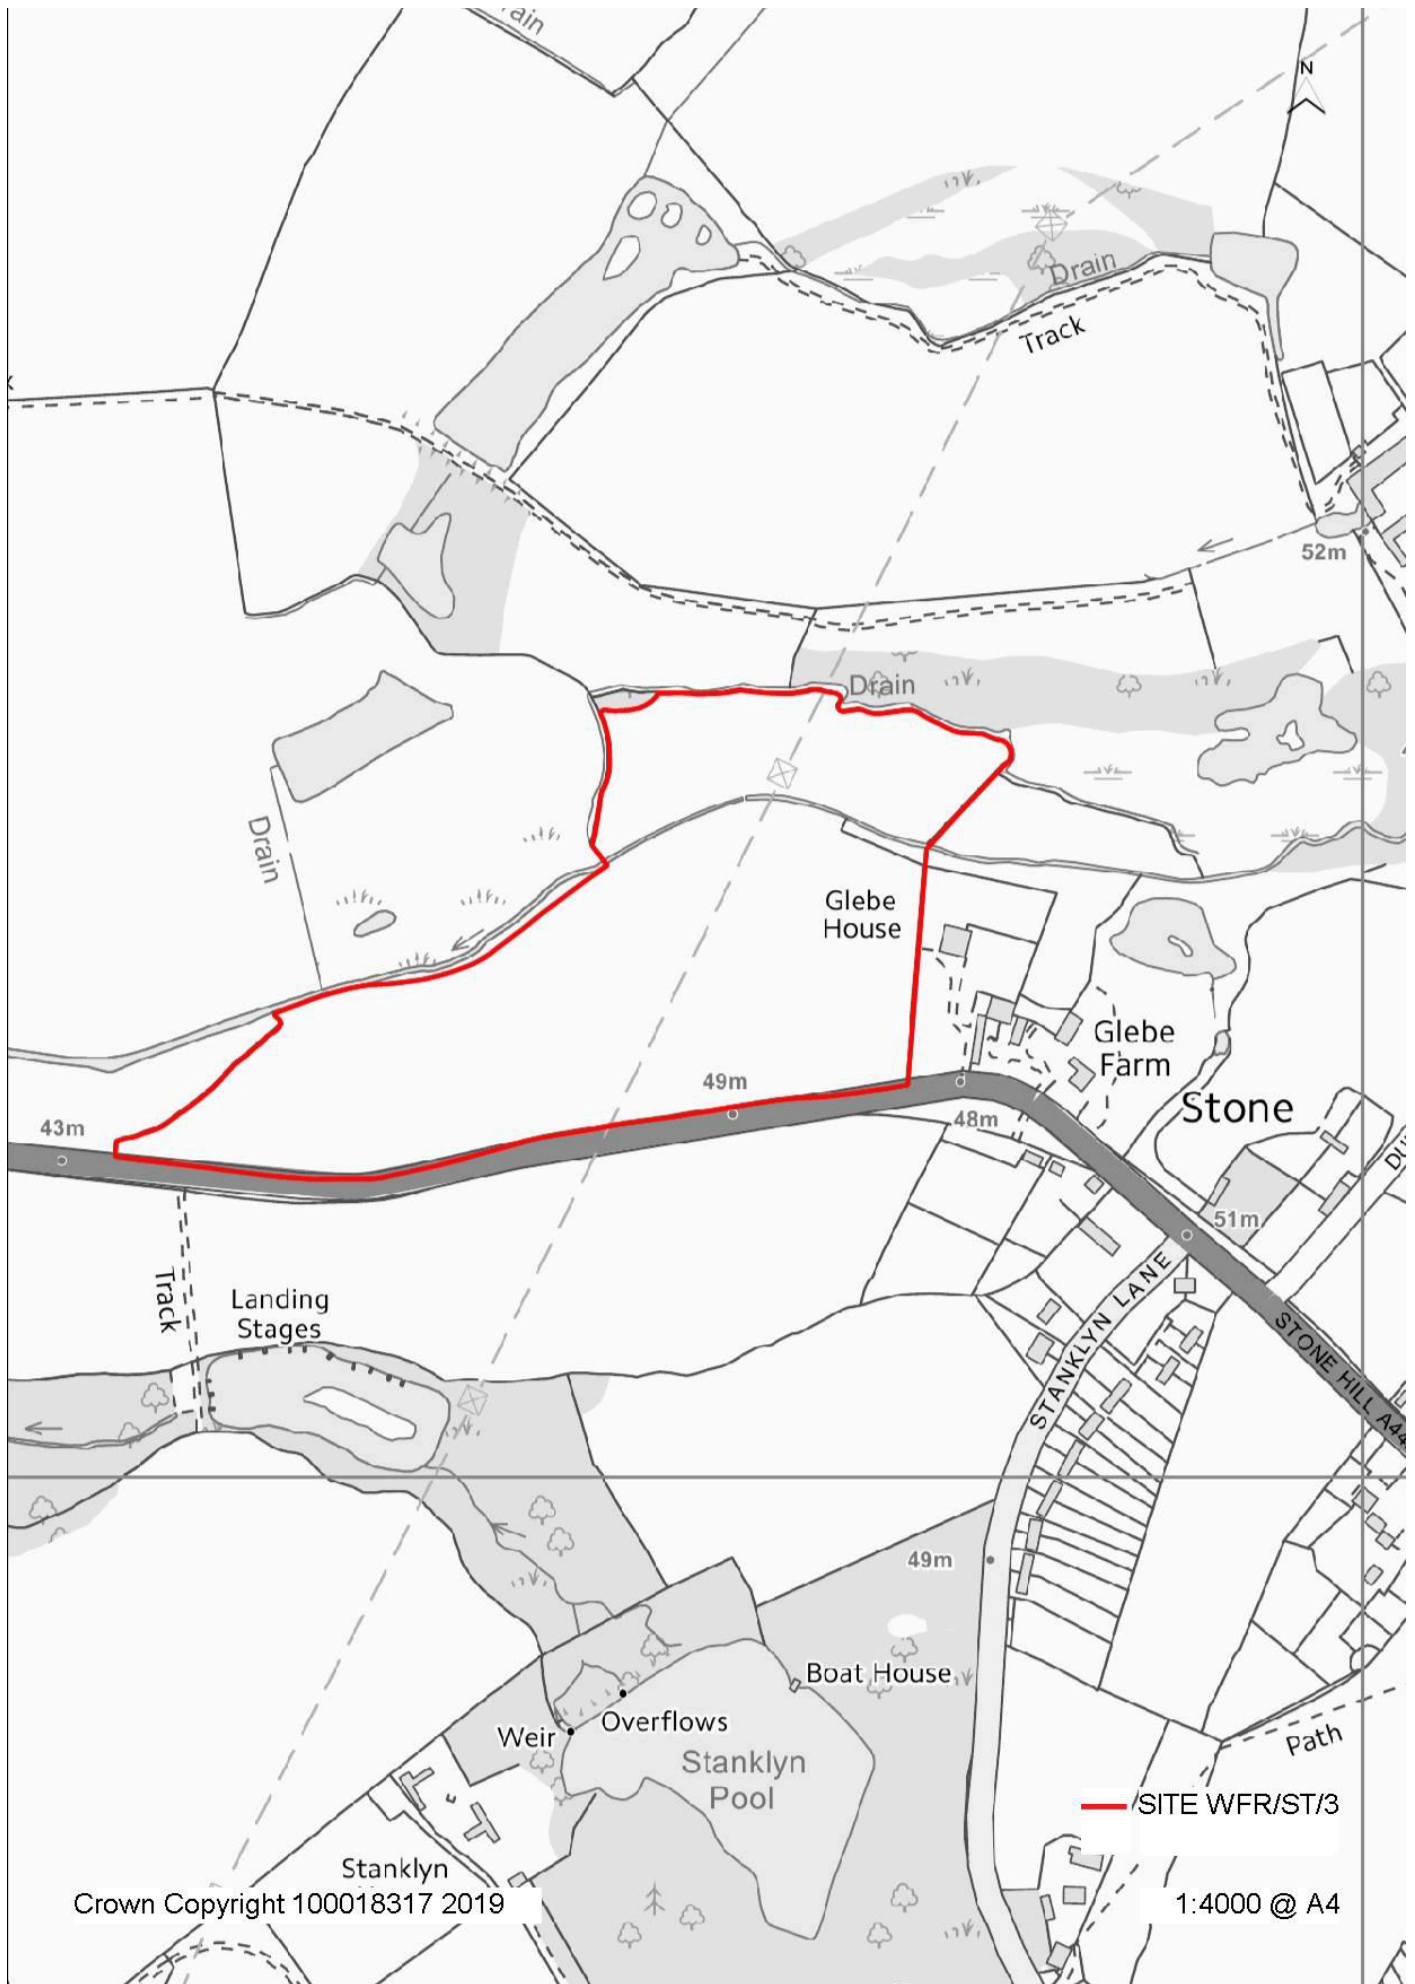 N
Drain
Track
52m
Drain
Drain
Glebe
House
Glebe
Farm
Stone
49m
48m
43m
51m
Track
Landing
Stages
STANKLYN LANE
STONE HILL
49m
Boat House
Overflows
Weir
Stanklyn
Pool
Path
SITE WFR/ST/3
Stanklyn
Crown Copyright 100018317 2019
1:4000 @ A4